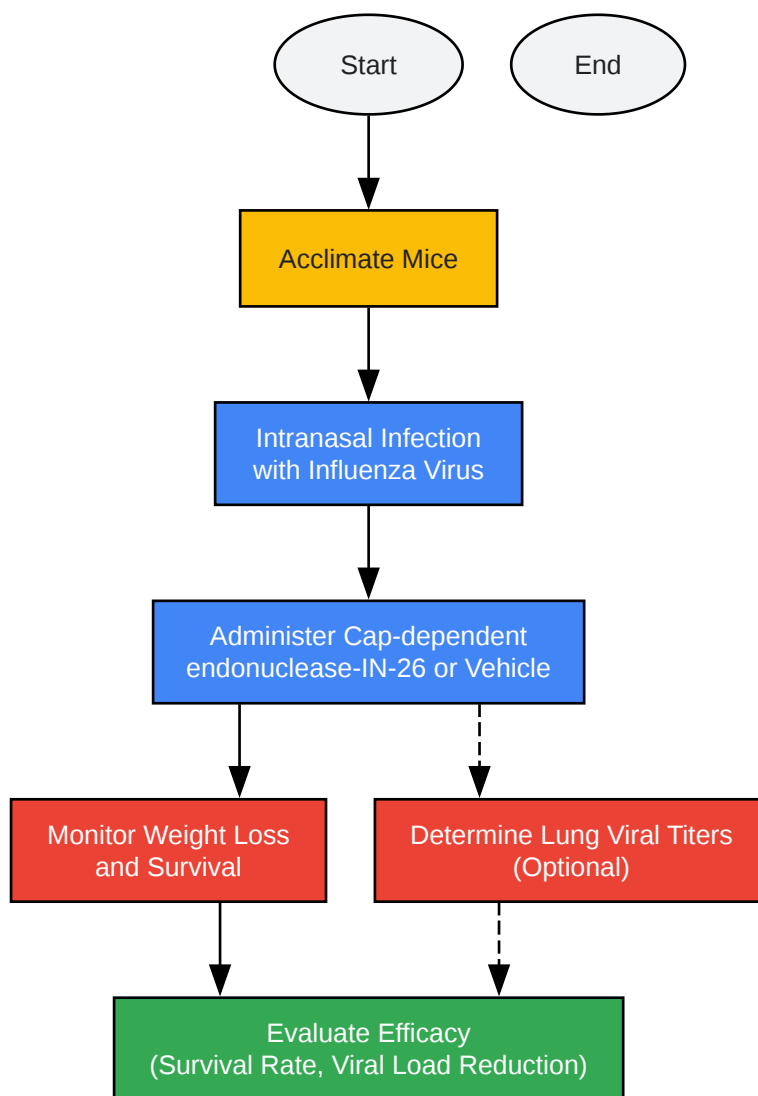 Start
End
Acclimate Mice
Intranasal Infection
with Influenza Virus
Administer Cap-dependent
endonuclease-IN-26 or Vehicle
Monitor Weight Loss
and Survival
Determine Lung Viral Titers
(Optional)
Evaluate Efficacy
(Survival Rate, Viral Load Reduction)